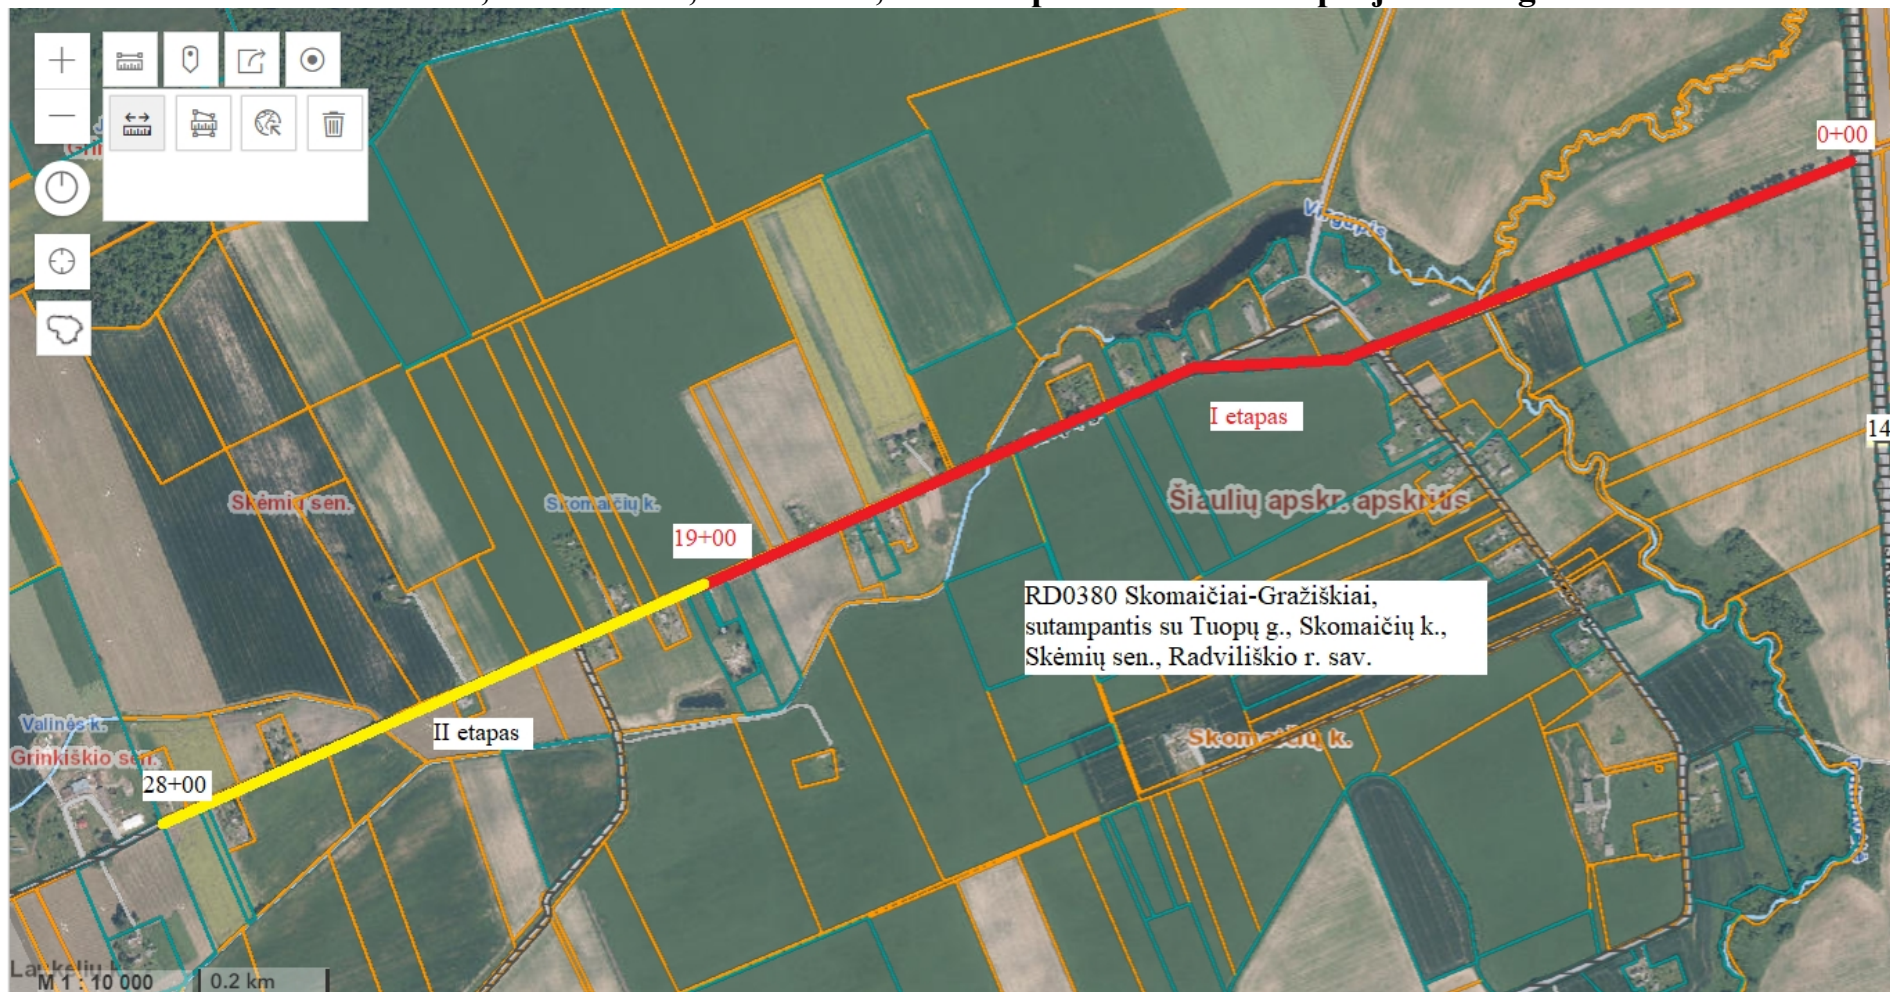 0+00
Virgupis
14
I etapas
Skėmių sen.
Skomaičių k.
Šiaulių apskr. apskritis
19+00
RD0380 Skomaičiai-Gražiškiai,
sutampantis su Tuopų g., Skomaičių k.,
Skėmių sen., Radviliškio r. sav.
Valinės k.
II etapas
Skomaičių k.
Grinkiškio sen.
28+00
M 1 : 10 000
0.2 km